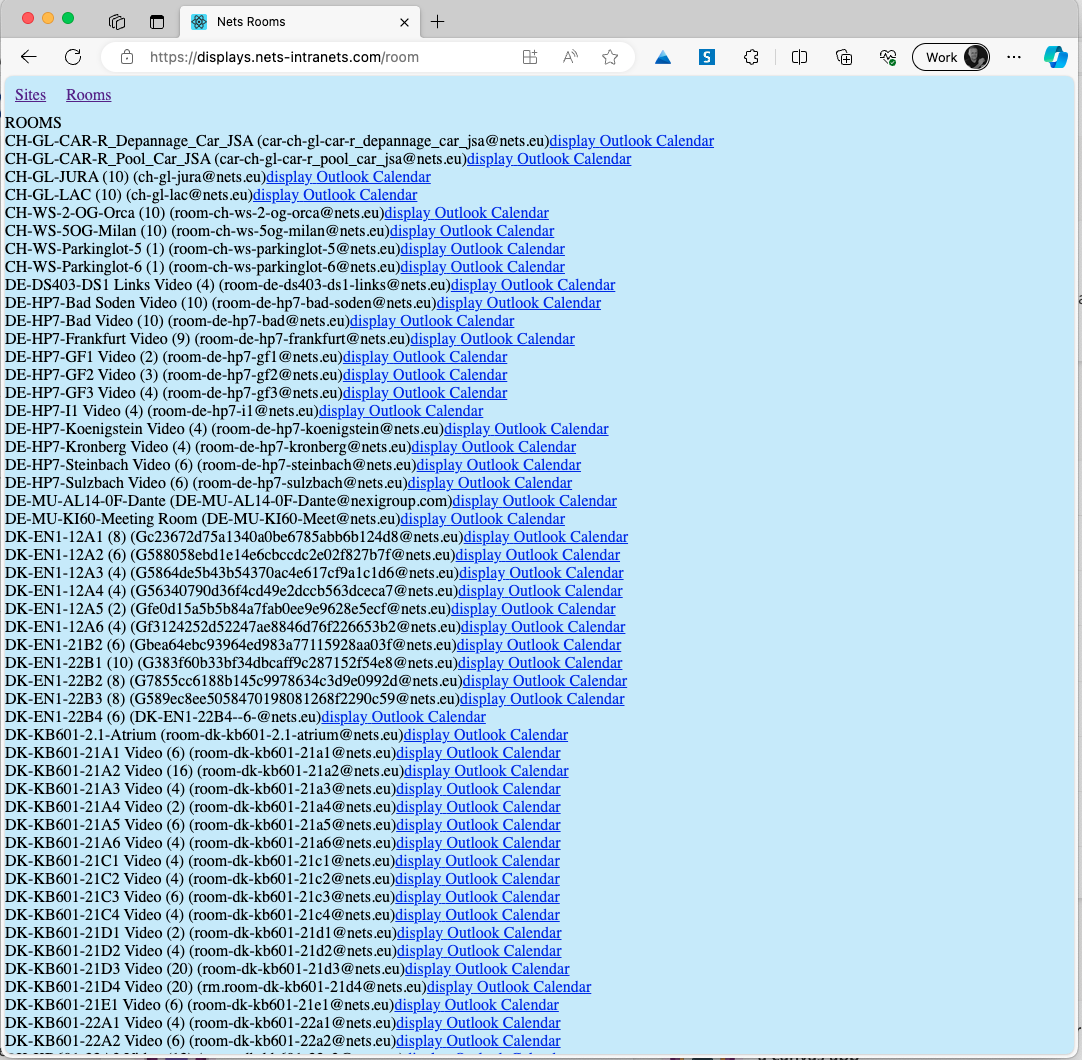 Nets Rooms
https://displays.nets-intranets.com/room
Work
Sites Rooms
ROOMS
CH-GL-CAR-R_Depannage_Car_JSA (car-ch-gl-car-r_depannage_car_jsa@nets.eu)display Outlook Calendar
CH-GL-CAR-R_Pool_Car_JSA (car-ch-gl-car-r_pool_car_jsa@nets.eu)display Outlook Calendar
CH-GL-JURA (10) (ch-gl-jura@nets.eu)display Outlook Calendar
CH-GL-LAC (10) (ch-gl-lac@nets.eu)display Outlook Calendar
CH-WS-2-OG-Orca (10) (room-ch-ws-2-og-orca@nets.eu)display Outlook Calendar
CH-WS-5OG-Milan (10) (room-ch-ws-5og-milan@nets.eu)display Outlook Calendar
CH-WS-Parkinglot-5 (1) (room-ch-ws-parkinglot-5@nets.eu)display Outlook Calendar
CH-WS-Parkinglot-6 (1) (room-ch-ws-parkinglot-6@nets.eu)display Outlook Calendar
DE-DS403-DS1 Links Video (4) (room-de-ds403-ds1-links@nets.eu)display Outlook Calendar
DE-HP7-Bad Soden Video (10) (room-de-hp7-bad-soden@nets.eu)display Outlook Calendar
DE-HP7-Bad Video (10) (room-de-hp7-bad@nets.eu)display Outlook Calendar
DE-HP7-Frankfurt Video (9) (room-de-hp7-frankfurt@nets.eu)display Outlook Calendar
DE-HP7-GF1 Video (2) (room-de-hp7-gf1@nets.eu)display Outlook Calendar
DE-HP7-GF2 Video (3) (room-de-hp7-gf2@nets.eu)display Outlook Calendar
DE-HP7-GF3 Video (4) (room-de-hp7-gf3@nets.eu)display Outlook Calendar
DE-HP7-I1 Video (4) (room-de-hp7-i1@nets.eu)display Outlook Calendar
DE-HP7-Koenigstein Video (4) (room-de-hp7-koenigstein@nets.eu)display Outlook Calendar
DE-HP7-Kronberg Video (4) (room-de-hp7-kronberg@nets.eu)display Outlook Calendar
DE-HP7-Steinbach Video (6) (room-de-hp7-steinbach@nets.eu)display Outlook Calendar
DE-HP7-Sulzbach Video (6) (room-de-hp7-sulzbach@nets.eu)display Outlook Calendar
DE-MU-AL14-0F-Dante (DE-MU-AL14-0F-Dante@nexigroup.com)display Outlook Calendar
DE-MU-KI60-Meeting Room (DE-MU-KI60-Meet@nets.eu)display Outlook Calendar
DK-EN1-12A1 (8) (Gc23672d75a1340a0be6785abb6b124d8@nets.eu)display Outlook Calendar
DK-EN1-12A2 (6) (G588058ebd1e14e6cbccdc2e02f827b7f@nets.eu)display Outlook Calendar
DK-EN1-12A3 (4) (G5864de5b43b54370ac4e617cf9a1c1d6@nets.eu)display Outlook Calendar
DK-EN1-12A4 (4) (G56340790d36f4cd49e2dccb563dceca7@nets.eu)display Outlook Calendar
DK-EN1-12A5 (2) (Gfe0d15a5b5b84a7fab0ee9e9628e5ecf@nets.eu)display Outlook Calendar
DK-EN1-12A6 (4) (Gf3124252d52247ae8846d76f226653b2@nets.eu)display Outlook Calendar
DK-EN1-21B2 (6) (Gbea64ebc93964ed983a77115928aa03f@nets.eu)display Outlook Calendar
DK-EN1-22B1 (10) (G383f60b33bf34dbcaff9c287152f54e8@nets.eu)display Outlook Calendar
DK-EN1-22B2 (8) (G7855cc6188b145c9978634c3d9e0992d@nets.eu)display Outlook Calendar
DK-EN1-22B3 (8) (G589ec8ee5058470198081268f2290c59@nets.eu)display Outlook Calendar
DK-EN1-22B4 (6) (DK-EN1-22B4--6-@nets.eu)display Outlook Calendar
DK-KB601-2.1-Atrium (room-dk-kb601-2.1-atrium@nets.eu)display Outlook Calendar
DK-KB601-21A1 Video (6) (room-dk-kb601-21a1@nets.eu)display Outlook Calendar
DK-KB601-21A2 Video (16) (room-dk-kb601-21a2@nets.eu)display Outlook Calendar
DK-KB601-21A3 Video (4) (room-dk-kb601-21a3@nets.eu)display Outlook Calendar
DK-KB601-21A4 Video (2) (room-dk-kb601-21a4@nets.eu)display Outlook Calendar
DK-KB601-21A5 Video (6) (room-dk-kb601-21a5@nets.eu)display Outlook Calendar
DK-KB601-21A6 Video (4) (room-dk-kb601-21a6@nets.eu)display Outlook Calendar
DK-KB601-21C1 Video (4) (room-dk-kb601-21c1@nets.eu)display Outlook Calendar
DK-KB601-21C2 Video (4) (room-dk-kb601-21c2@nets.eu)display Outlook Calendar
DK-KB601-21C3 Video (6) (room-dk-kb601-21c3@nets.eu)display Outlook Calendar
DK-KB601-21C4 Video (4) (room-dk-kb601-21c4@nets.eu)display Outlook Calendar
DK-KB601-21D1 Video (2) (room-dk-kb601-21d1@nets.eu)display Outlook Calendar
DK-KB601-21D2 Video (4) (room-dk-kb601-21d2@nets.eu)display Outlook Calendar
DK-KB601-21D3 Video (20) (room-dk-kb601-21d3@nets.eu)display Outlook Calendar
DK-KB601-21D4 Video (20) (rm.room-dk-kb601-21d4@nets.eu)display Outlook Calendar
DK-KB601-21E1 Video (6) (room-dk-kb601-21e1@nets.eu)display Outlook Calendar
DK-KB601-22A1 Video (4) (room-dk-kb601-22a1@nets.eu)display Outlook Calendar
DK-KB601-22A2 Video (6) (room-dk-kb601-22a2@nets.eu)display Outlook Calendar